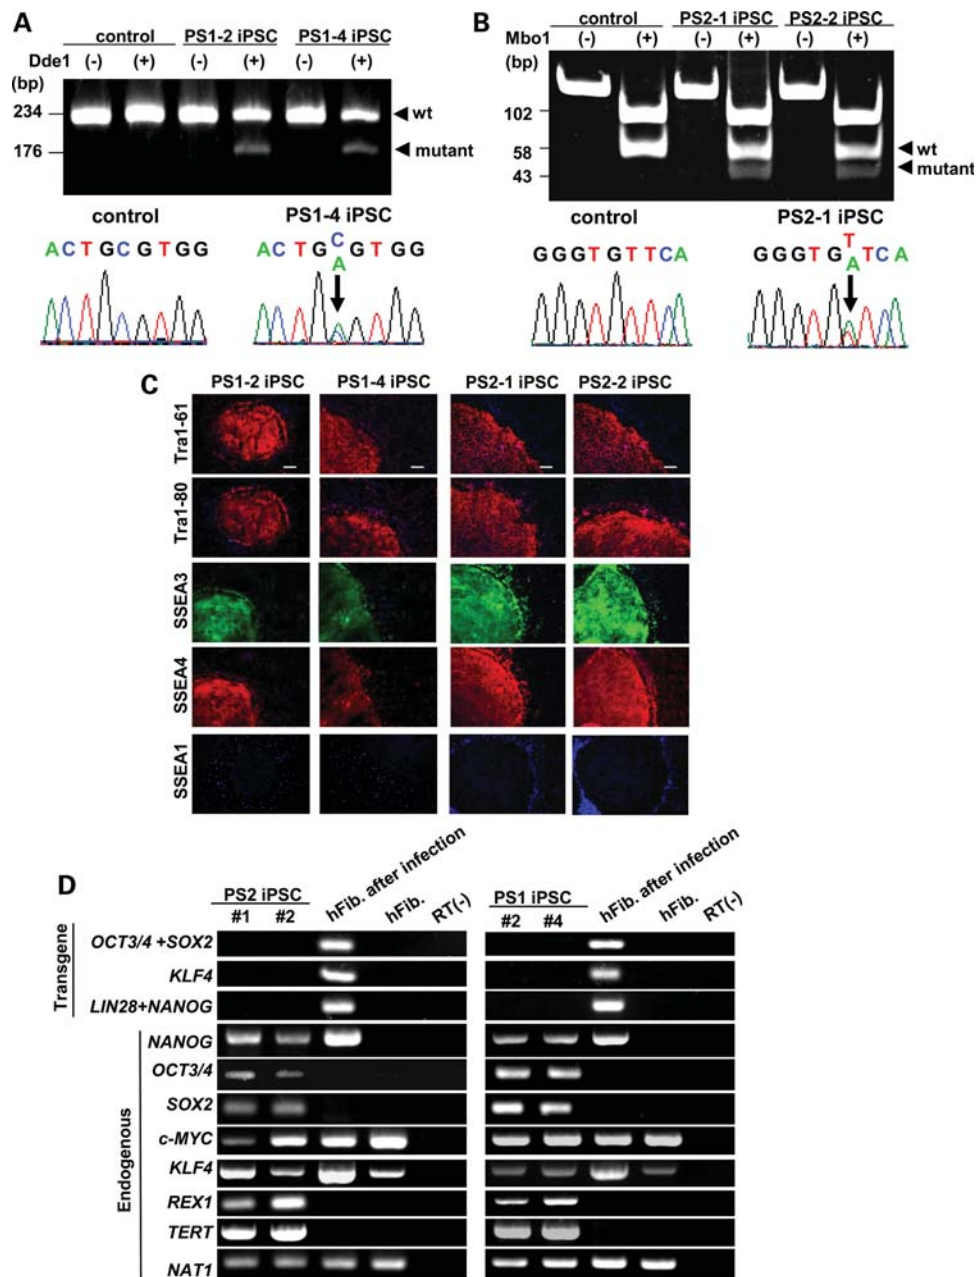 A
control PS1-2 iPSC PS1-4 iPSC
Dde1 (-) (+) (-) (+) (-) (+)
(bp)
234
wt
176
mutant
control
PS1-4 iPSC
A C T G C G T G G
A C T G C G T G G
A
B
control PS2-1 iPSC PS2-2 iPSC
Mbo1 (-) (+) (-) (+) (-) (+)
(bp)
102
58
wt
mutant
43
control
PS2-1 iPSC
G G G T G T T C A
G G G T G T T C A
A
C
PS1-2 iPSC PS1-4 iPSC PS2-1 iPSC PS2-2 iPSC
Tra1-61
Tra1-80
SSEA3
SSEA4
SSEA1
D
PS2 iPSC
#1 #2 hFib. after infection hFib. RT(-)
PS1 iPSC
#2 #4 hFib. after infection hFib. RT(-)
Transgene
OCT3/4 +SOX2
KLF4
LIN28+NANOG
Endogenous
NANOG
OCT3/4
SOX2
c-MYC
KLF4
REX1
TERT
NAT1